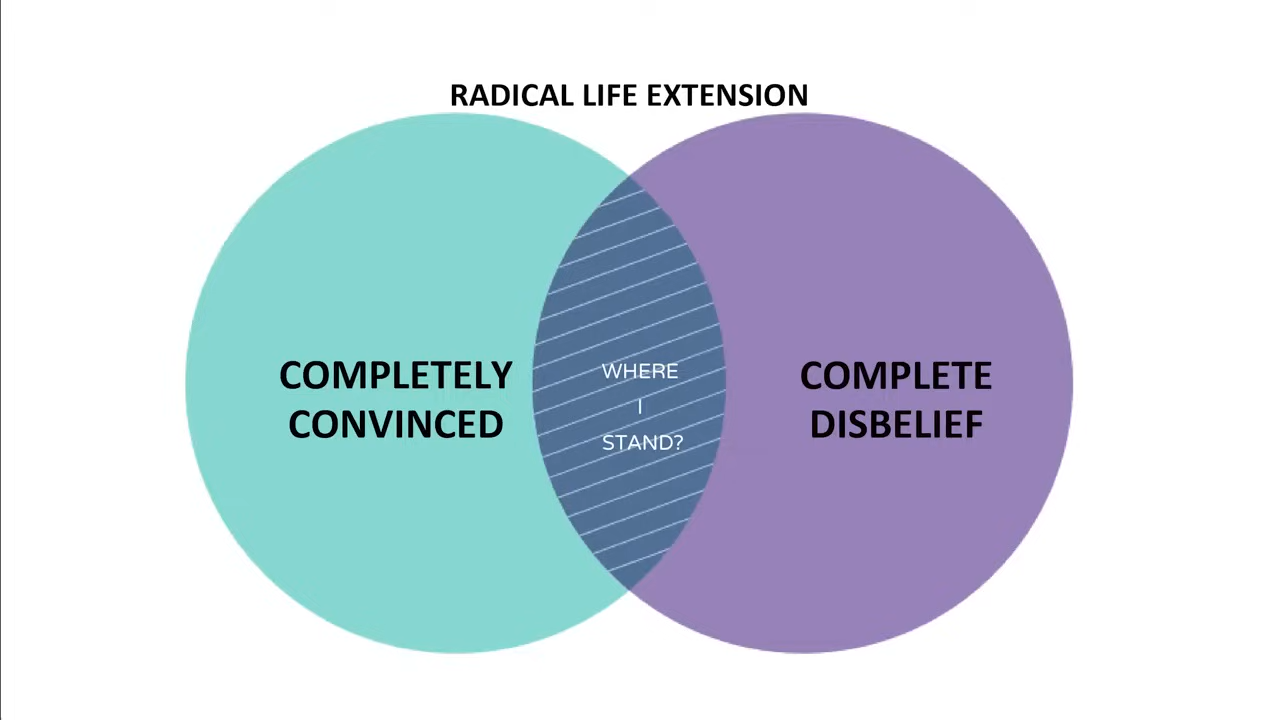 RADICAL LIFE EXTENSION
COMPLETELY
CONVINCED
WHERE
I
STAND?
COMPLETE
DISBELIEF